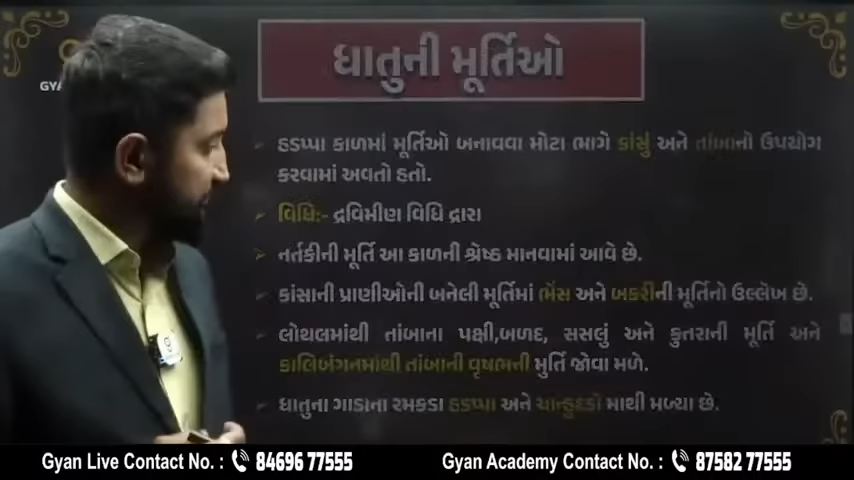 GYA
ધાતુની મૂર્તિઓ
હડપ્પા કાળમાં મૂર્તિઓ બનાવવા મોટા ભાગે કાંસું અને તાંબાનો ઉપયોગ
કરવામાં અવતો હતો.
વિધિ:- દ્રવિમીણ વિધિ દ્રારા
નર્તકીની મૂર્તિ આ કાળની શ્રેષ્ઠ માનવામાં આવે છે.
કાંસાની પ્રાણીઓની બનેલી મૂર્તિમાં ભેંસ અને બકરીની મૂર્તિનો ઉલ્લેખ છે.
લોથલમાંથી તાંબાના પક્ષી,બળદ, સસલું અને કુતરાની મૂર્તિ અને
કાલિબંગનમાંથી તાંબાની વૃષભની મુર્તિ જોવા મળે.
ધાતુના ગાડાના રમકડા હડપ્પા અને ચાન્હુદડો માથી મળ્યા છે.
Gyan Live Contact No. : 84696 77555
Gyan Academy Contact No. : 87582 77555